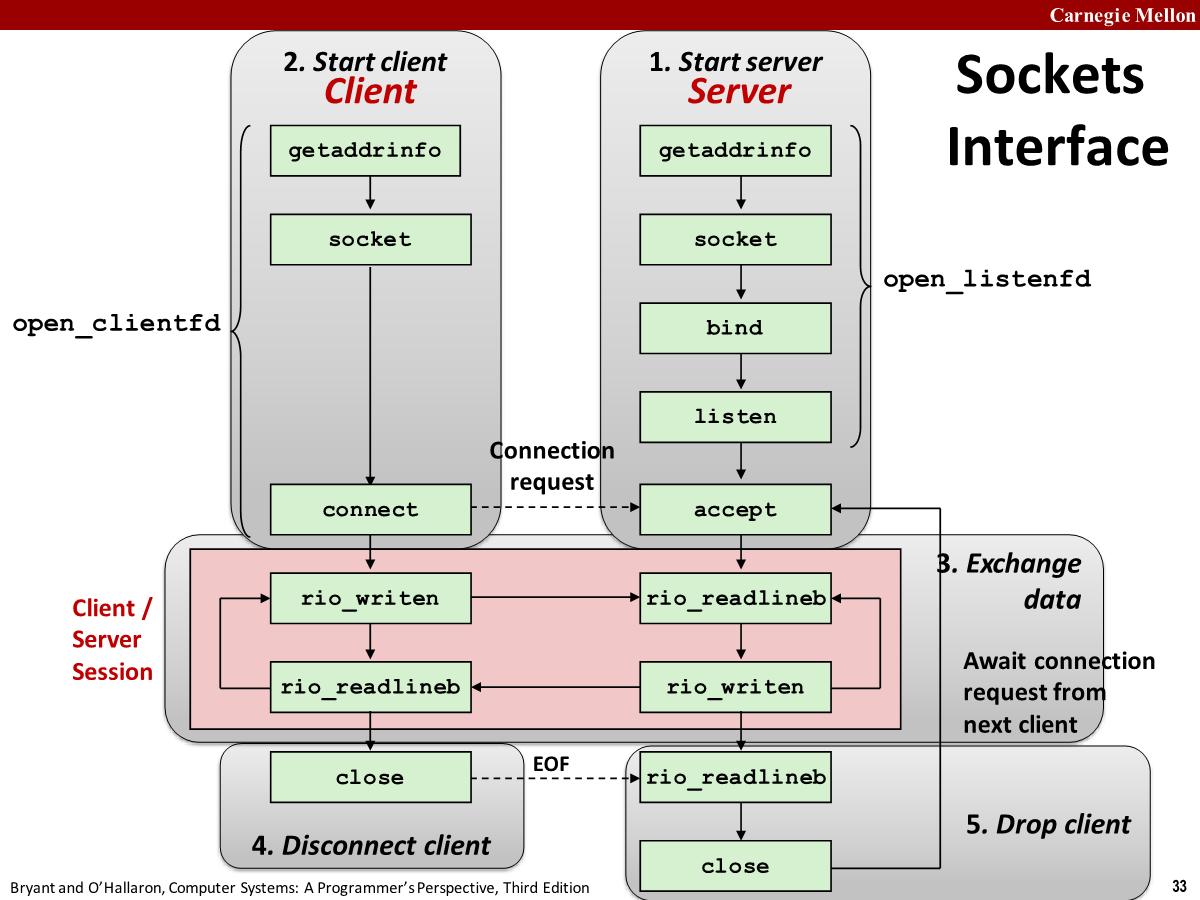 Carnegie Mellon
Sockets
Interface
2. Start client
Client
getaddrinfo
socket
open_clientfd
connect
1. Start server
Server
getaddrinfo
socket
bind
listen
open_listenfd
Connection
request
accept
3. Exchange
data
Client /
Server
Session
rio_writen
rio_readlineb
rio_readlineb
rio_writen
Await connection
request from
next client
close
EOF
rio_readlineb
4. Disconnect client
5. Drop client
close
Bryant and O’Hallaron, Computer Systems: A Programmer’s Perspective, Third Edition
33